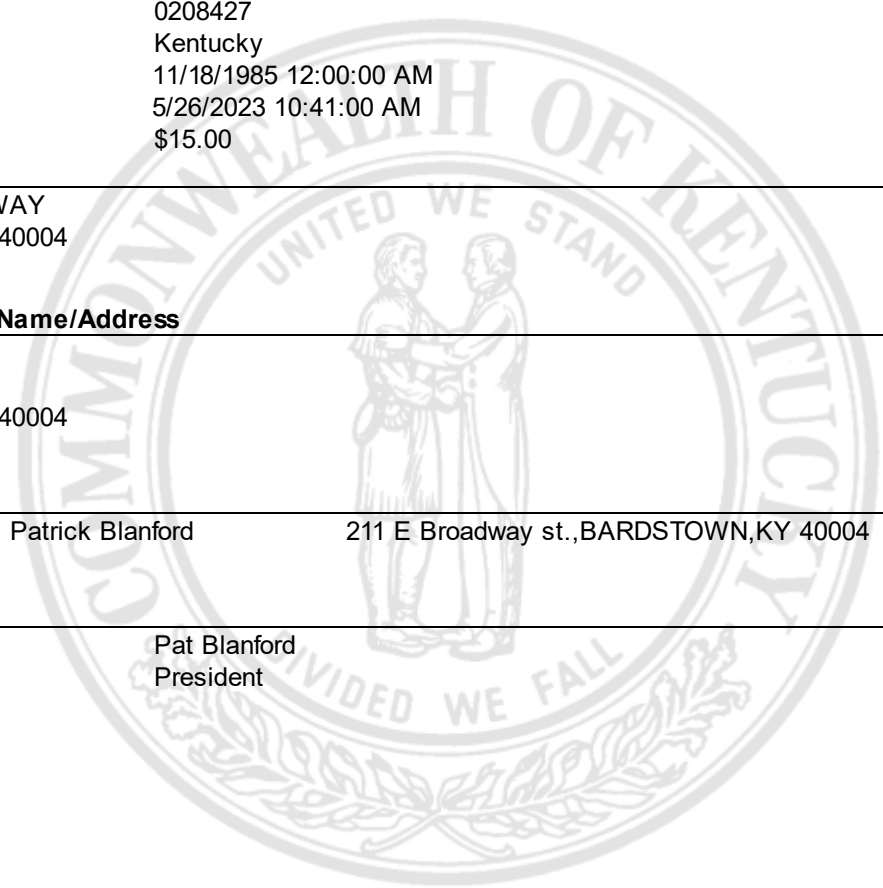 0208427
Kentucky
11/18/1985 12:00:00 AM
5/26/2023 10:41:00 AM
$15.00
WAY
40004
Name/Address
40004
Patrick Blanford 211 E Broadway st.,BARDSTOWN,KY 40004
Pat Blanford
President
COMMONWEALTH OF KENTUCKY
UNITED WE STAND
DIVIDED WE FALL